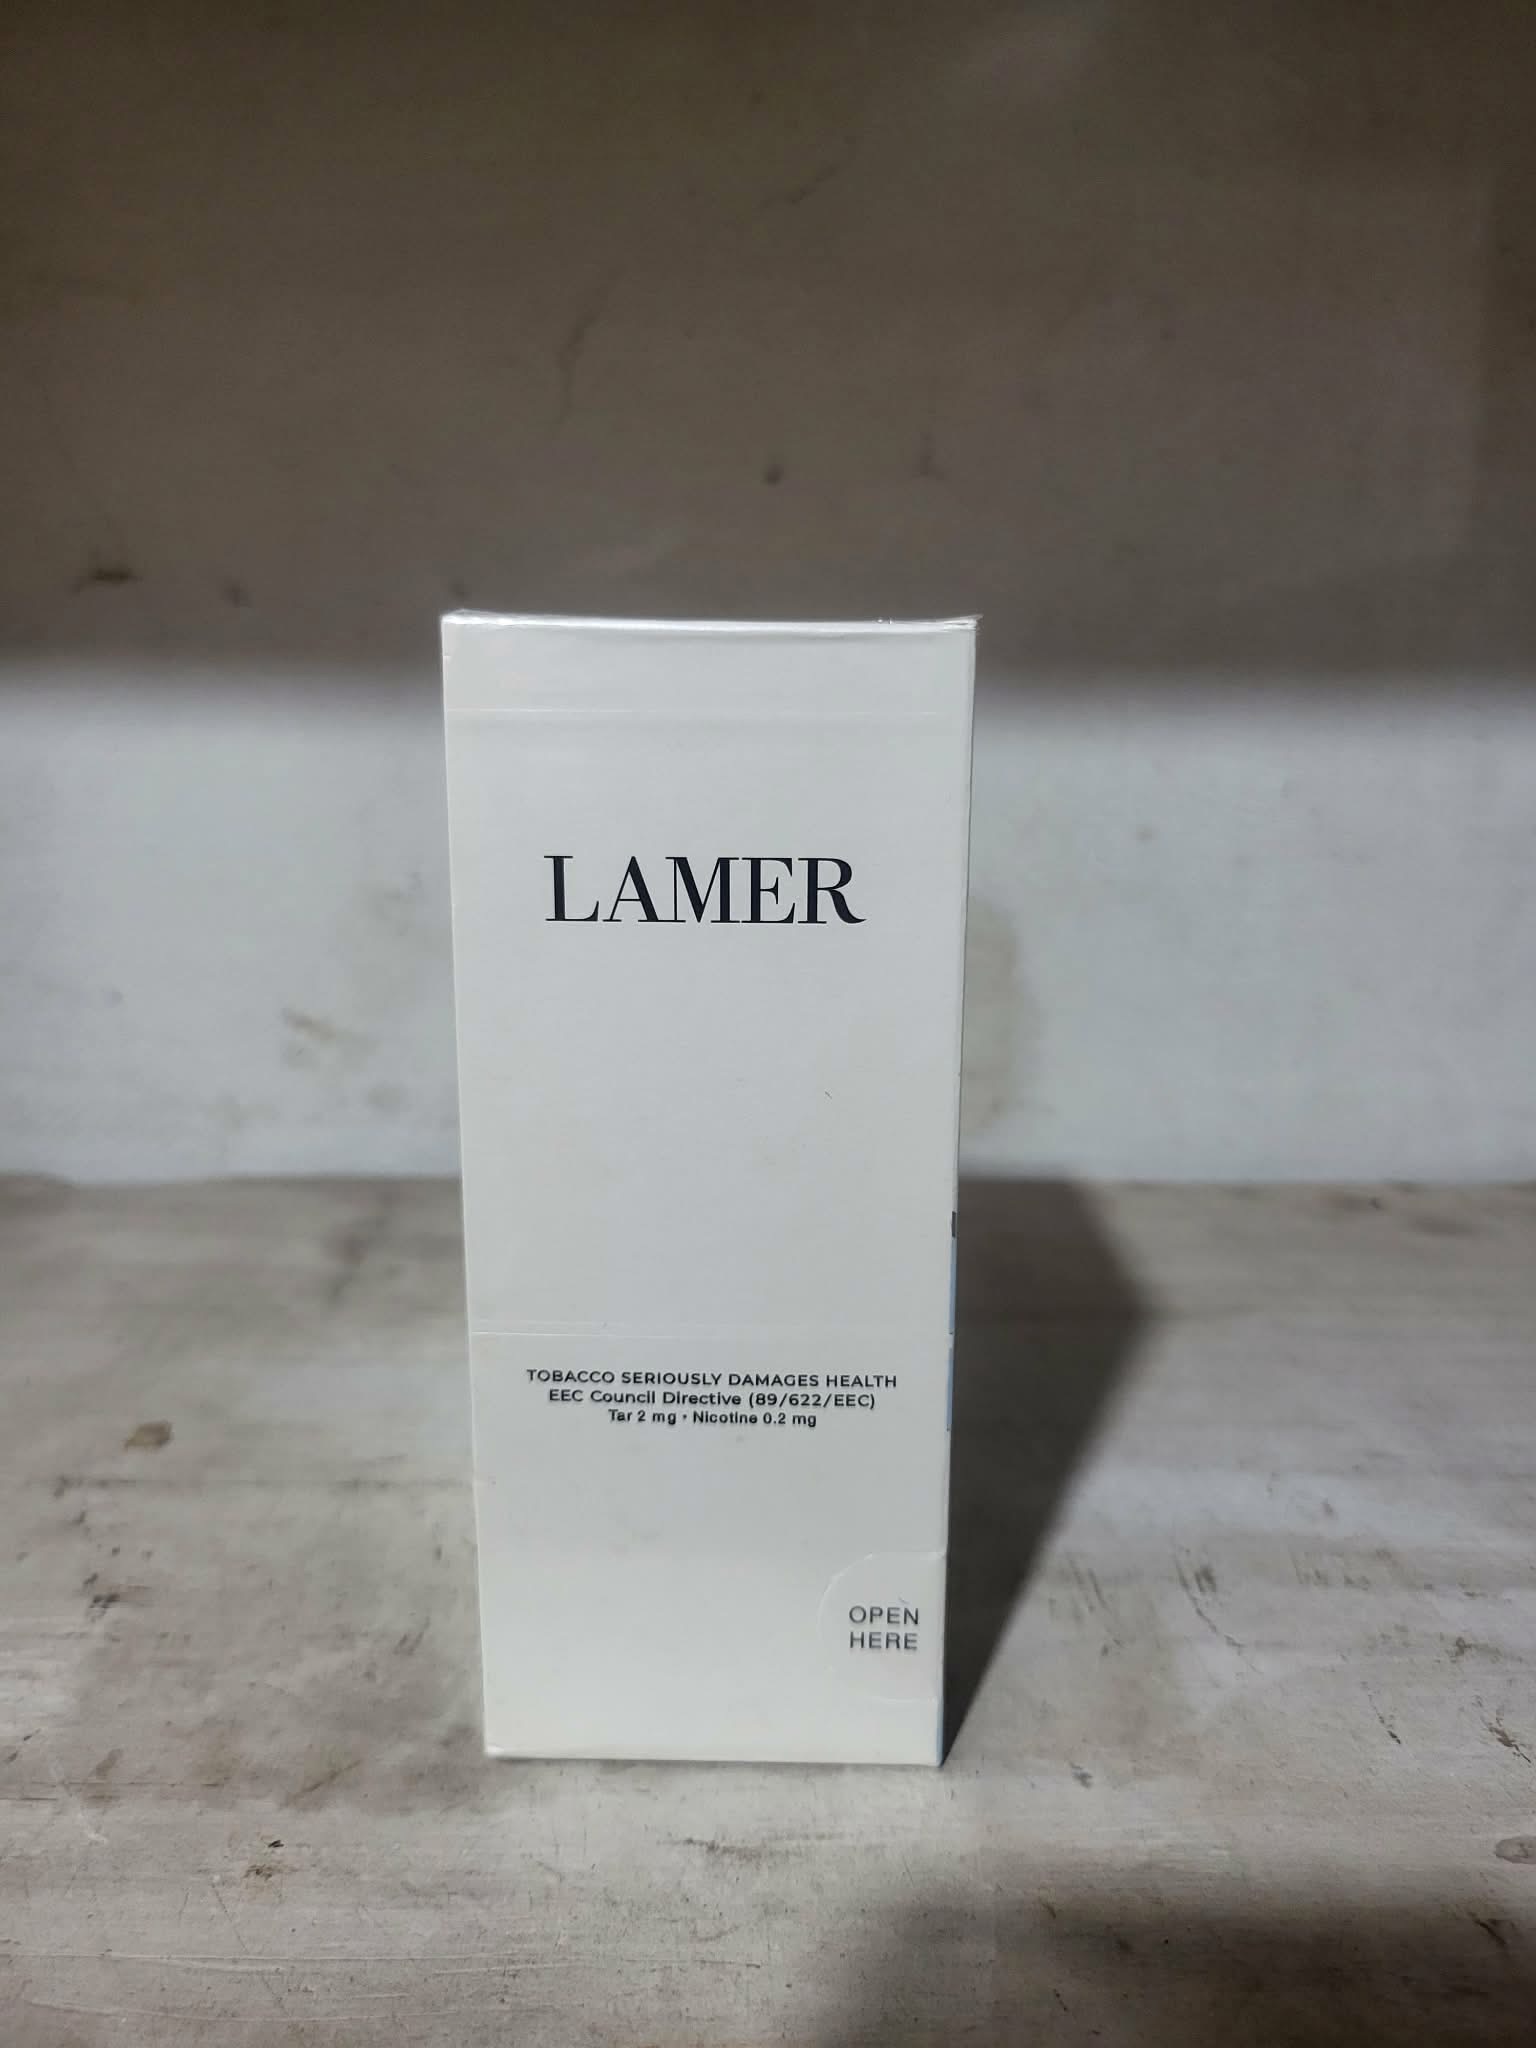 LAMER
TOBACCO SERIOUSLY DAMAGES HEALTH
EEC Council Directive (89/622/EEC)
Tar 2 mg • Nicotine 0.2 mg
OPEN
HERE